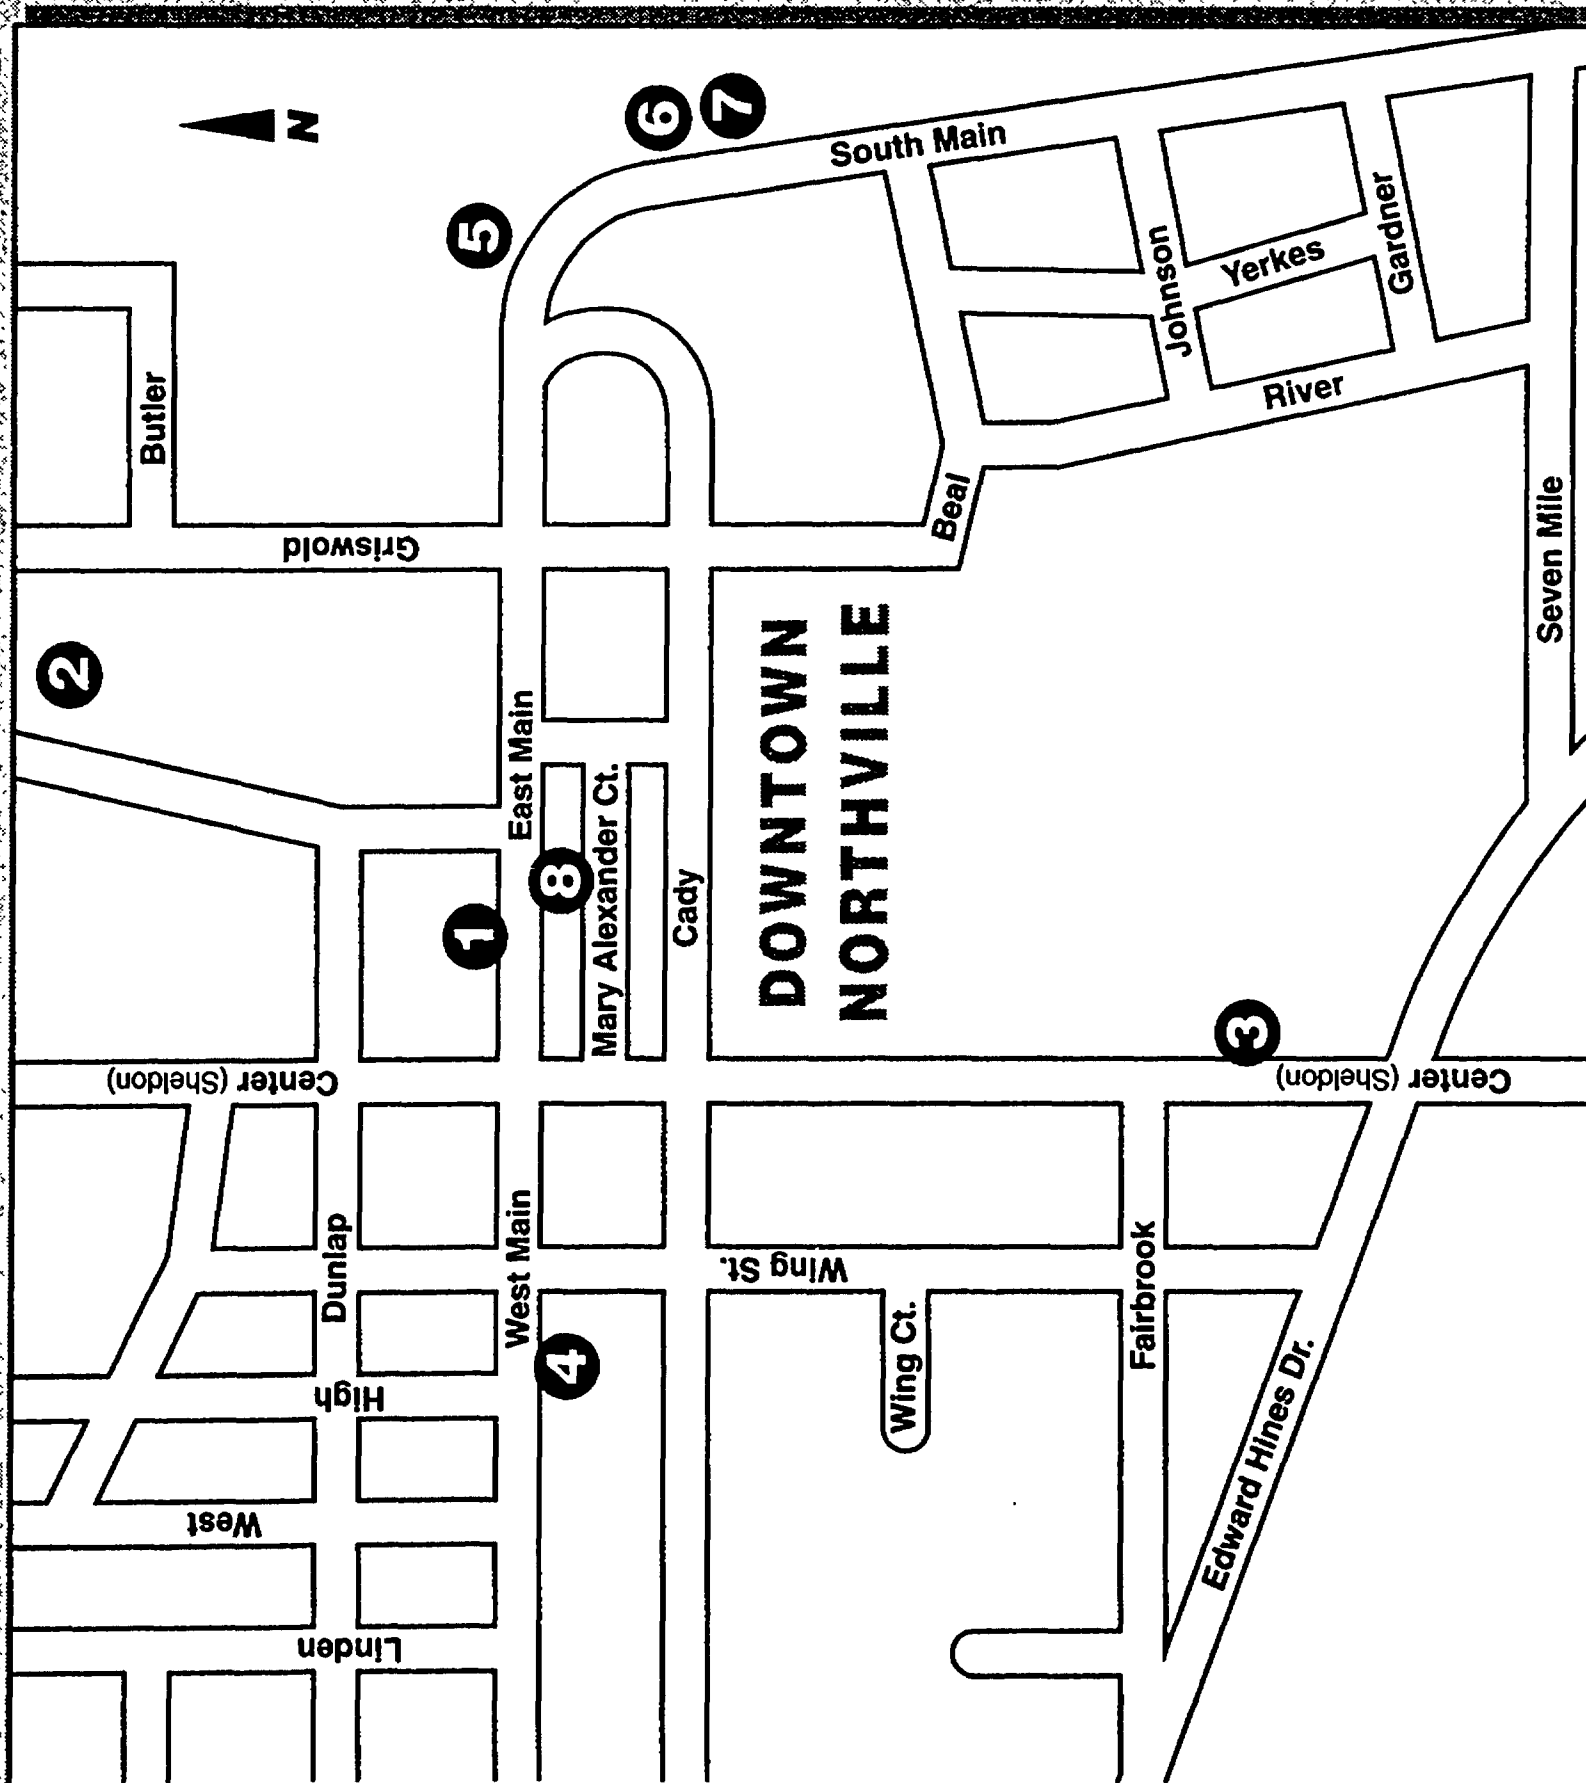 2
Butler
West
Center (Sheldon)
N
Linden
High
Dunlap
Griswold
1
5
West Main
East Main
4
8
Mary Alexander Ct.
6
Cady
7
Wing St.
DOWNTOWN
NORTHVILLE
Wing Ct.
South Main
Beal
Fairbrook
Johnson
3
Edward Hines Dr.
Yerkes
River
Center (Sheldon)
Gardner
Seven Mile